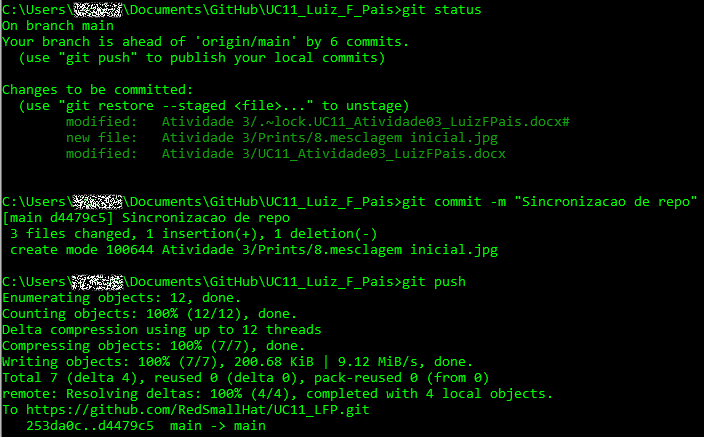 C:\Users\\Documents\GitHub\UC11_Luiz_F_Pais>git status
On branch main
Your branch is ahead of 'origin/main' by 6 commits.
  (use "git push" to publish your local commits)

Changes to be committed:
  (use "git restore --staged <file>..." to unstage)
        modified:   Atividade 3/.~lock.UC11_Atividade03_LuizFPais.docx#
        new file:   Atividade 3/Prints/8.mesclagem inicial.jpg
        modified:   Atividade 3/UC11_Atividade03_LuizFPais.docx

C:\Users\\Documents\GitHub\UC11_Luiz_F_Pais>git commit -m "Sincronizacao de repo"
[main d4479c5] Sincronizacao de repo
 3 files changed, 1 insertion(+), 1 deletion(-)
 create mode 100644 Atividade 3/Prints/8.mesclagem inicial.jpg

C:\Users\\Documents\GitHub\UC11_Luiz_F_Pais>git push
Enumerating objects: 12, done.
Counting objects: 100% (12/12), done.
Delta compression using up to 12 threads
Compressing objects: 100% (7/7), done.
Writing objects: 100% (7/7), 200.68 KiB | 9.12 MiB/s, done.
Total 7 (delta 4), reused 0 (delta 0), pack-reused 0 (from 0)
remote: Resolving deltas: 100% (4/4), completed with 4 local objects.
To https://github.com/RedSmallHat/UC11_LFP.git
   253da0c..d4479c5  main -> main